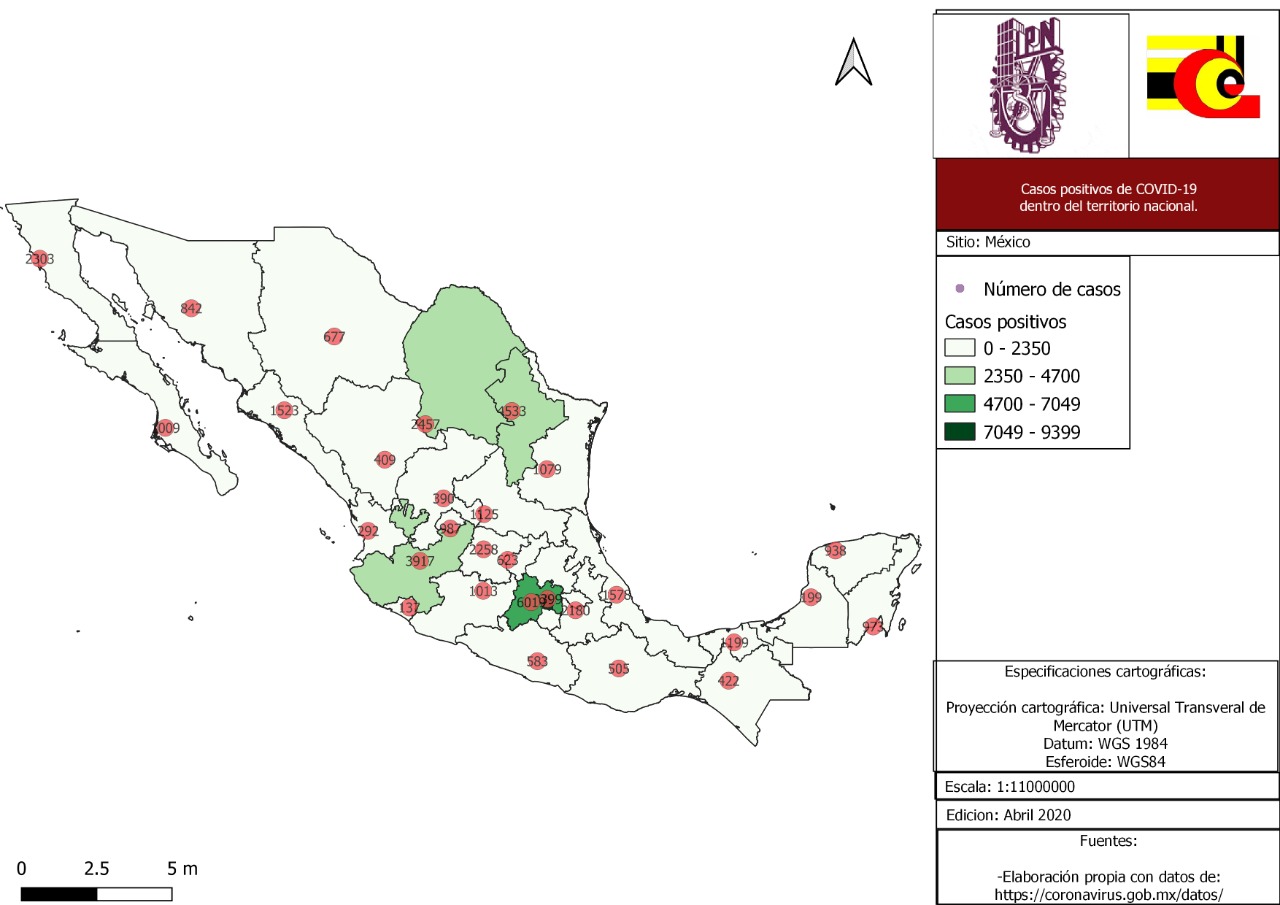 IPN
Casos positivos de COVID-19
dentro del territorio nacional.
Sitio: México
Número de casos
Casos positivos
0 - 2350
2350 - 4700
4700 - 7049
7049 - 9399
2303
842
677
1523
2457
1533
409
1079
390
1125
292
987
2258
623
3917
1013
137
2180
1578
583
505
938
199
973
1199
422
Especificaciones cartográficas:
Proyección cartográfica: Universal Transveral de
Mercator (UTM)
Datum: WGS 1984
Esferoide: WGS84
Escala: 1:11000000
Edicion: Abril 2020
Fuentes:
-Elaboración propia con datos de:
https://coronavirus.gob.mx/datos/
0 2.5 5 m